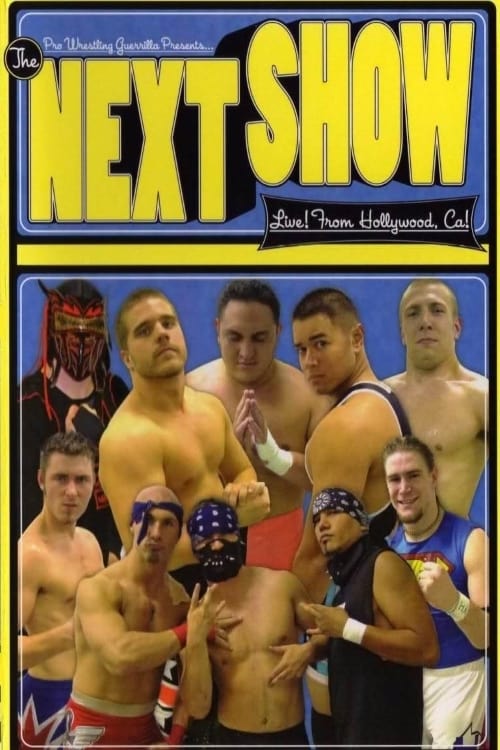 Pro Wrestling Guerrilla Presents...
The
NEXT SHOW
Live! From Hollywood, Ca!